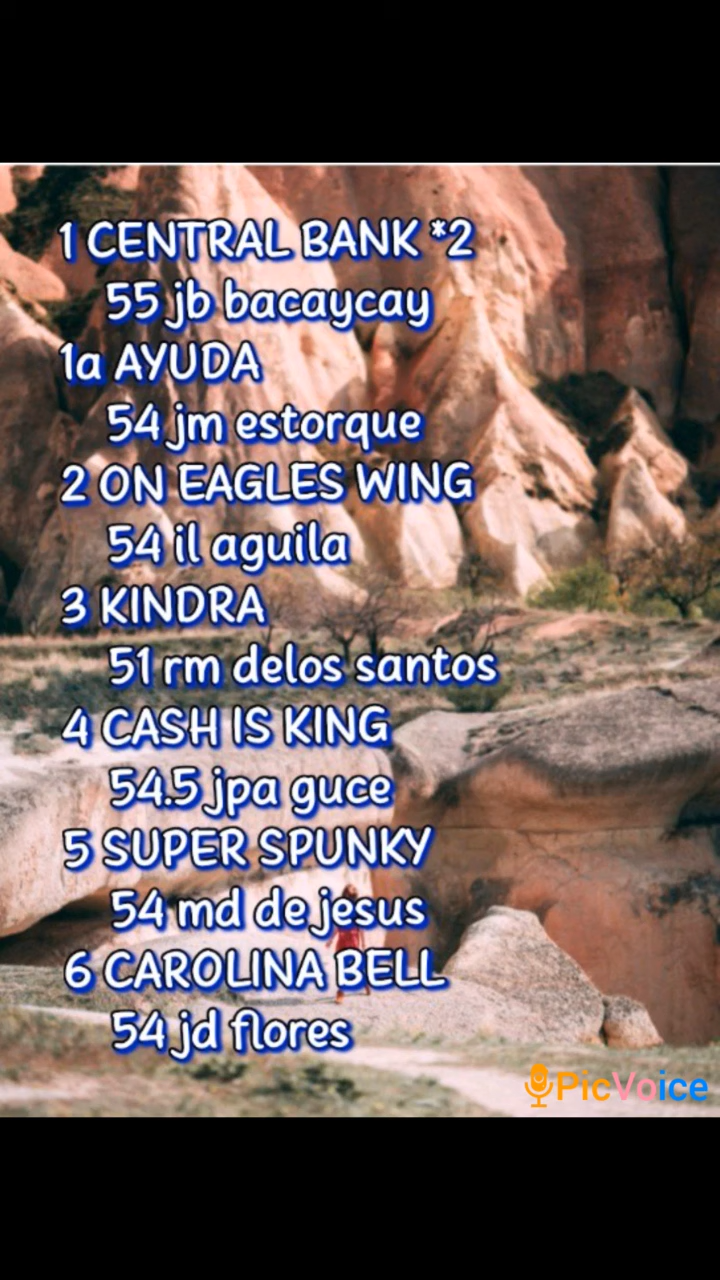 1 CENTRAL BANK *2
55 jb bacaycay
1a AYUDA
54 jm estorque
2 ON EAGLES WING
54 il aguila
3 KINDRA
51 rm delos santos
4 CASH IS KING
54.5 jpa guce
5 SUPER SPUNKY
54 md de jesus
6 CAROLINA BELL
54 jd flores
PicVoice